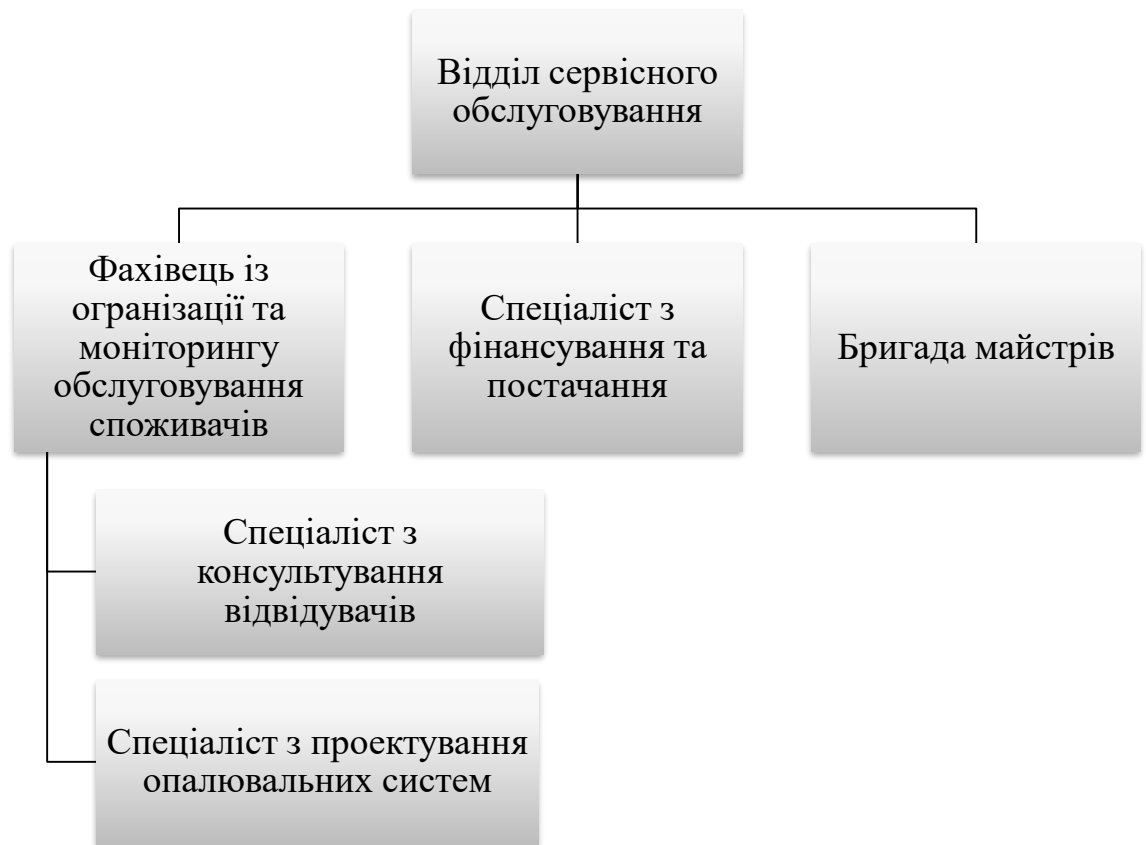 Відділ сервісного
обслуговування
Фахівець із
огранізації та
моніторингу
обслуговування
споживачів
Спеціаліст з
фінансування та
постачання
Бригада майстрів
Спеціаліст з
консультування
відвідувачів
Спеціаліст з проектування
опалювальних систем